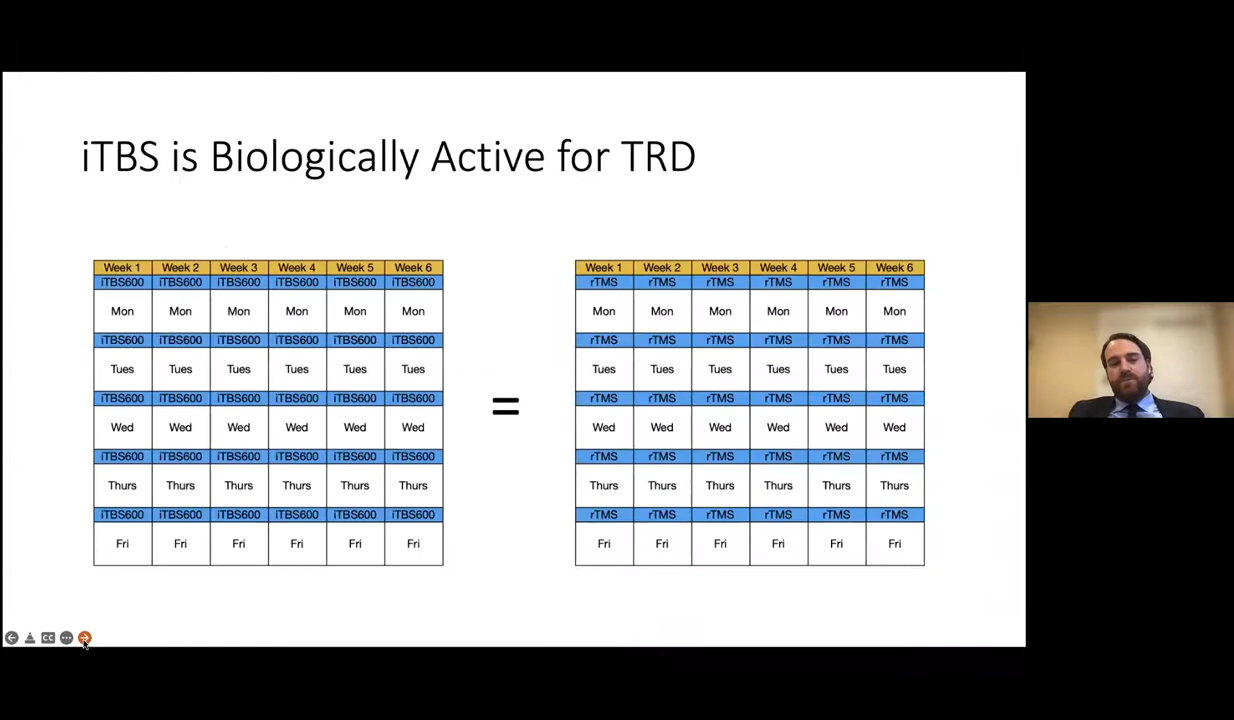 iTBS is Biologically Active for TRD
Week 1 Week 2 Week 3 Week 4 Week 5 Week 6
iTBS600 iTBS600 iTBS600 iTBS600 iTBS600 iTBS600
Mon Mon Mon Mon Mon Mon
iTBS600 iTBS600 iTBS600 iTBS600 iTBS600 iTBS600
Tues Tues Tues Tues Tues Tues
iTBS600 iTBS600 iTBS600 iTBS600 iTBS600 iTBS600
Wed Wed Wed Wed Wed Wed
iTBS600 iTBS600 iTBS600 iTBS600 iTBS600 iTBS600
Thurs Thurs Thurs Thurs Thurs Thurs
iTBS600 iTBS600 iTBS600 iTBS600 iTBS600 iTBS600
Fri Fri Fri Fri Fri Fri
=
Week 1 Week 2 Week 3 Week 4 Week 5 Week 6
rTMS rTMS rTMS rTMS rTMS rTMS
Mon Mon Mon Mon Mon Mon
rTMS rTMS rTMS rTMS rTMS rTMS
Tues Tues Tues Tues Tues Tues
rTMS rTMS rTMS rTMS rTMS rTMS
Wed Wed Wed Wed Wed Wed
rTMS rTMS rTMS rTMS rTMS rTMS
Thurs Thurs Thurs Thurs Thurs Thurs
rTMS rTMS rTMS rTMS rTMS rTMS
Fri Fri Fri Fri Fri Fri
CC